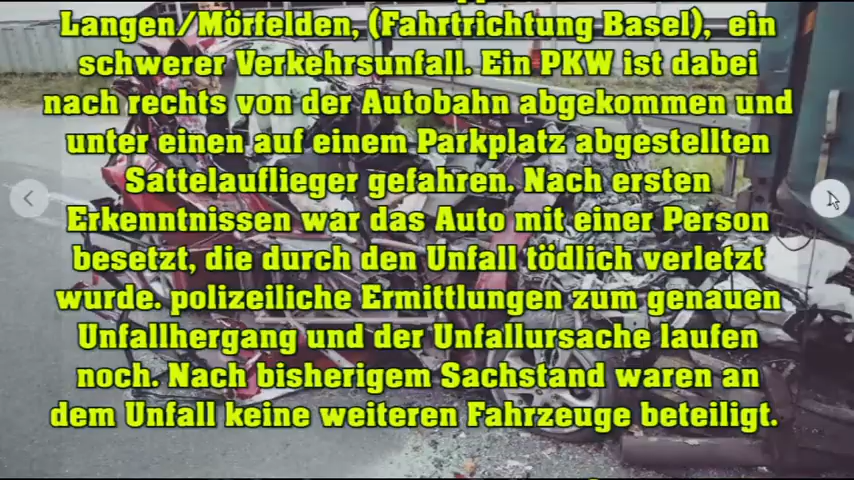 Langen/Mörfelden, (Fahrtrichtung Basel), ein
schwerer Verkehrsunfall. Ein PKW ist dabei
nach rechts von der Autobahn abgekommen und
unter einen auf einem Parkplatz abgestellten
Sattelauflieger gefahren. Nach ersten
Erkenntnissen war das Auto mit einer Person
besetzt, die durch den Unfall tödlich verletzt
wurde. polizeiliche Ermittlungen zum genauen
Unfallhergang und der Unfallursache laufen
noch. Nach bisherigem Sachstand waren an
dem Unfall keine weiteren Fahrzeuge beteiligt.